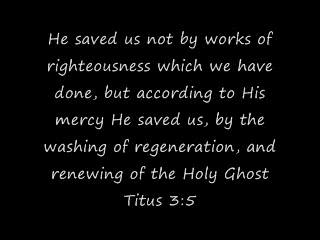 He saved us not by works of
righteousness which we have
done, but according to His
mercy He saved us, by the
washing of regeneration, and
renewing of the Holy Ghost
Titus 3:5